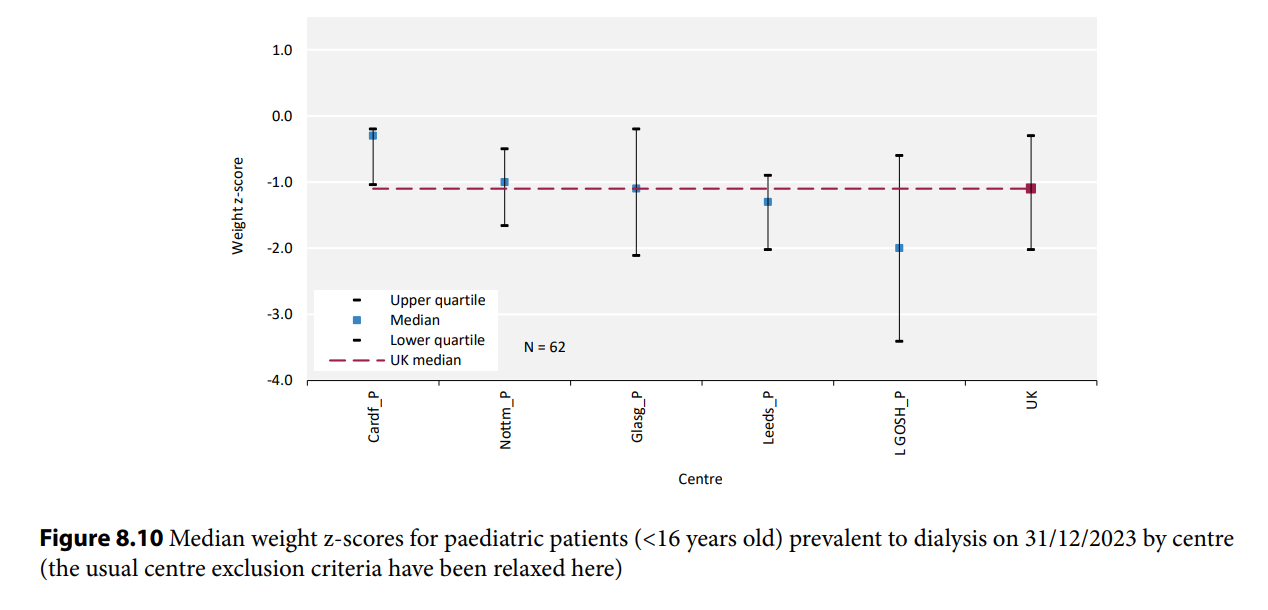 1.0
0.0
-1.0
-2.0
-3.0
-4.0
Weight z-score
Upper quartile
Median
Lower quartile
UK median
N = 62
Cardf_P
Nottm_P
Glasg_P
Leeds_P
L GOSH_P
UK
Centre
Figure 8.10 Median weight z-scores for paediatric patients (<16 years old) prevalent to dialysis on 31/12/2023 by centre
(the usual centre exclusion criteria have been relaxed here)